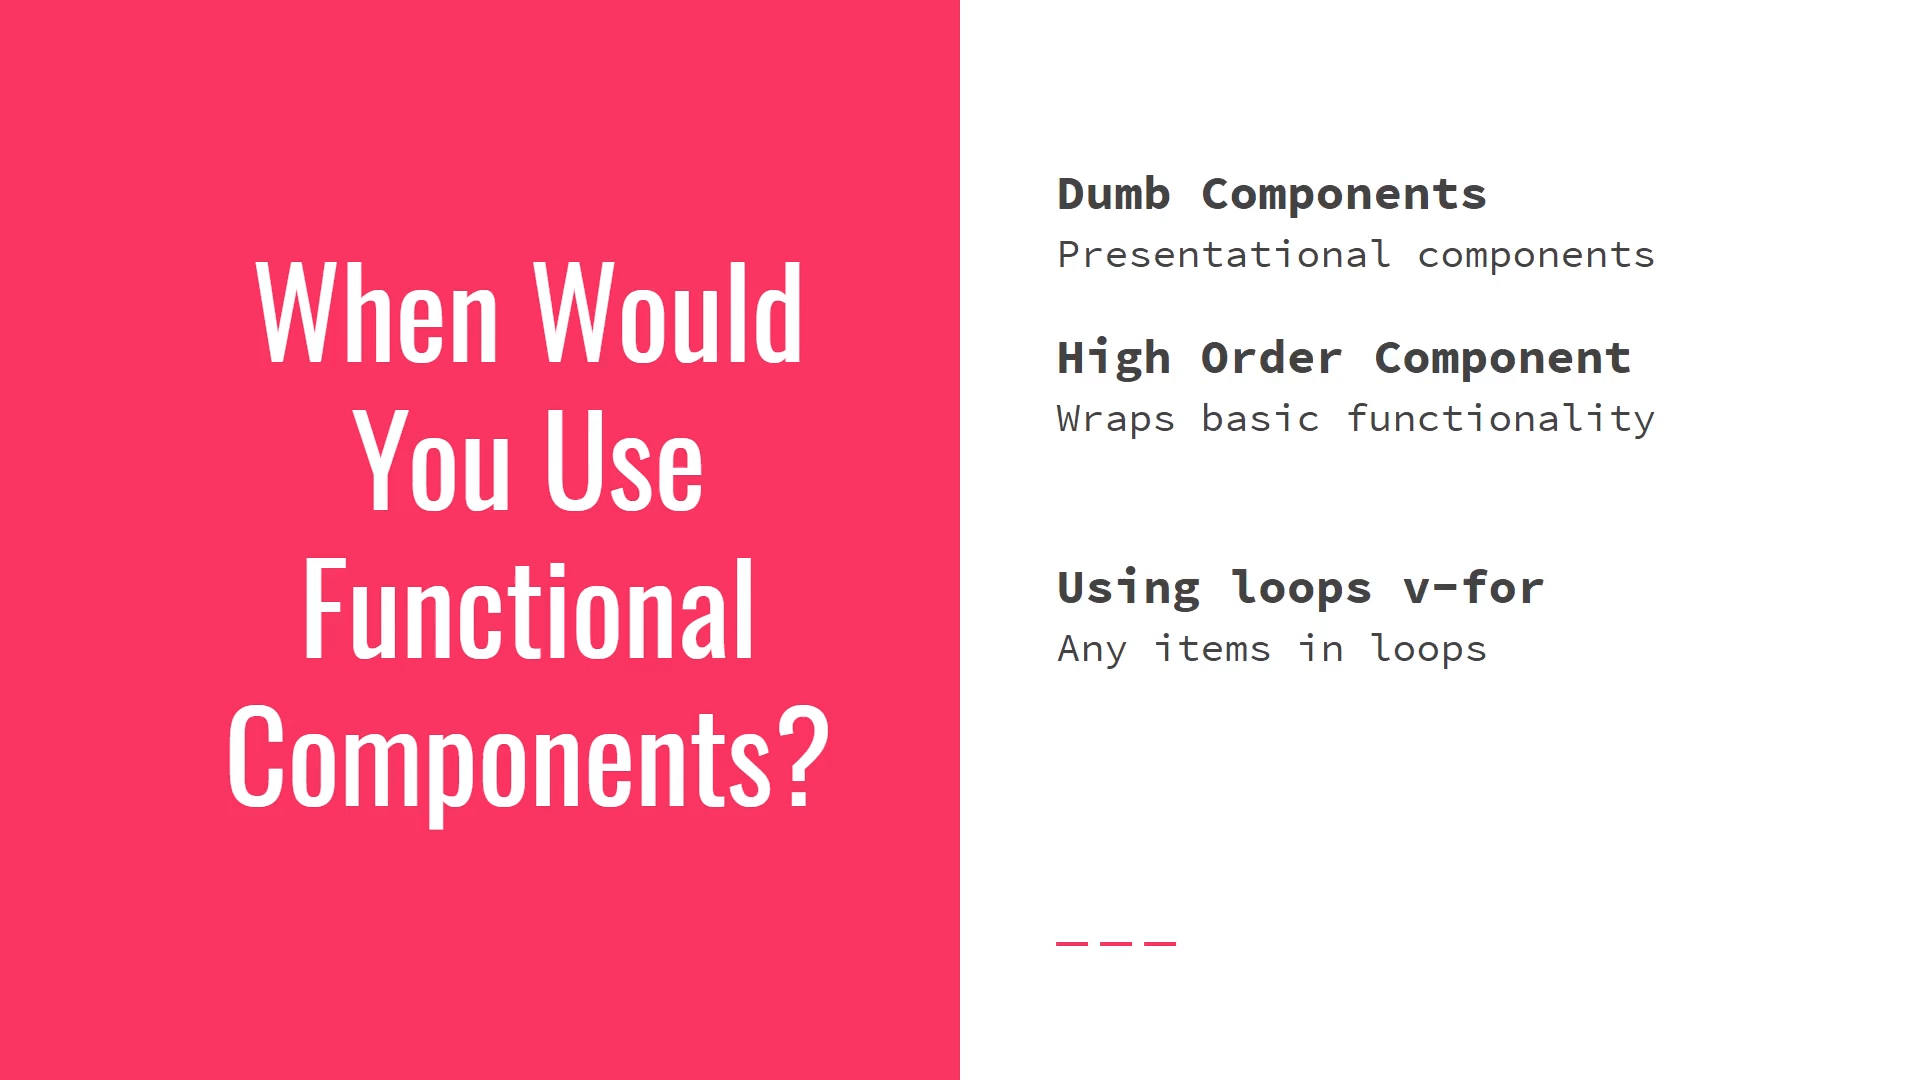 When Would
You Use
Functional
Components?
Dumb Components
Presentational components
High Order Component
Wraps basic functionality
Using loops v-for
Any items in loops